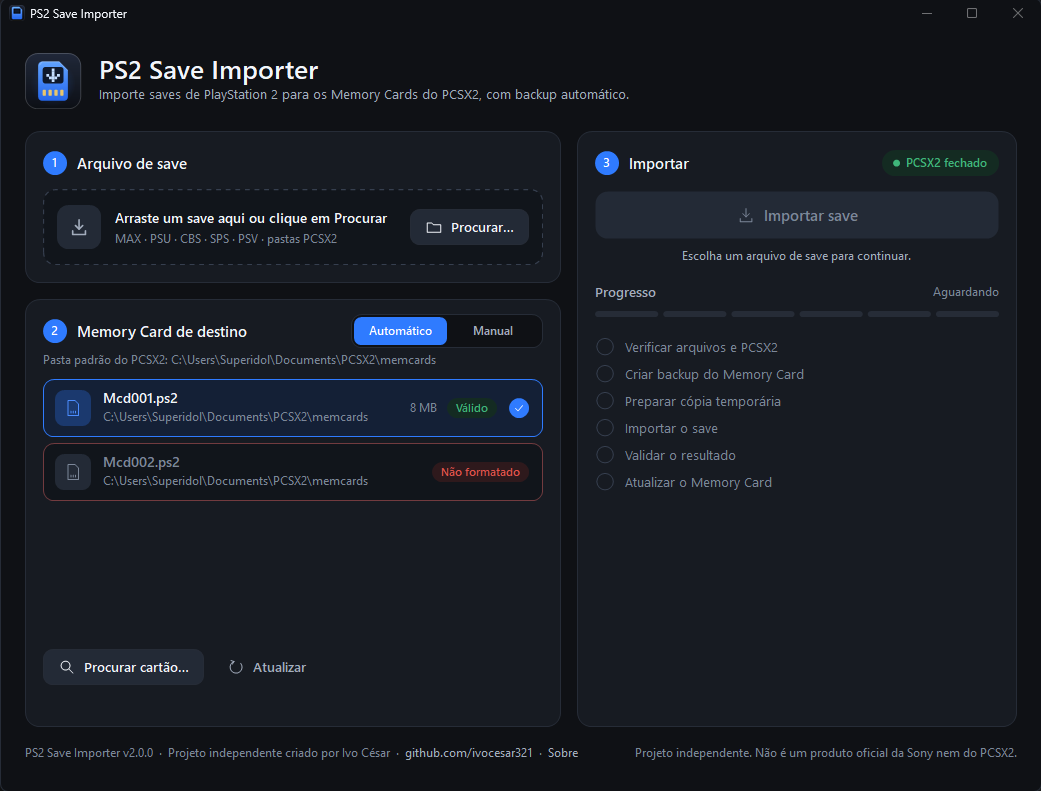 PS2 Save Importer
PS2 Save Importer
Importe saves de PlayStation 2 para os Memory Cards do PCSX2, com backup automático.
1 Arquivo de save
Arraste um save aqui ou clique em Procurar
MAX · PSU · CBS · SPS · PSV · pastas PCSX2
Procurar...
2 Memory Card de destino
Automático
Manual
Pasta padrão do PCSX2: C:\Users\Superidol\Documents\PCSX2\memcards
Mcd001.ps2
C:\Users\Superidol\Documents\PCSX2\memcards
8 MB
Válido
Mcd002.ps2
C:\Users\Superidol\Documents\PCSX2\memcards
Não formatado
Procurar cartão...
Atualizar
3 Importar
PCSX2 fechado
Importar save
Escolha um arquivo de save para continuar.
Progresso
Aguardando
Verificar arquivos e PCSX2
Criar backup do Memory Card
Preparar cópia temporária
Importar o save
Validar o resultado
Atualizar o Memory Card
PS2 Save Importer v2.0.0 · Projeto independente criado por Ivo César · github.com/ivocesar321 · Sobre
Projeto independente. Não é um produto oficial da Sony nem do PCSX2.